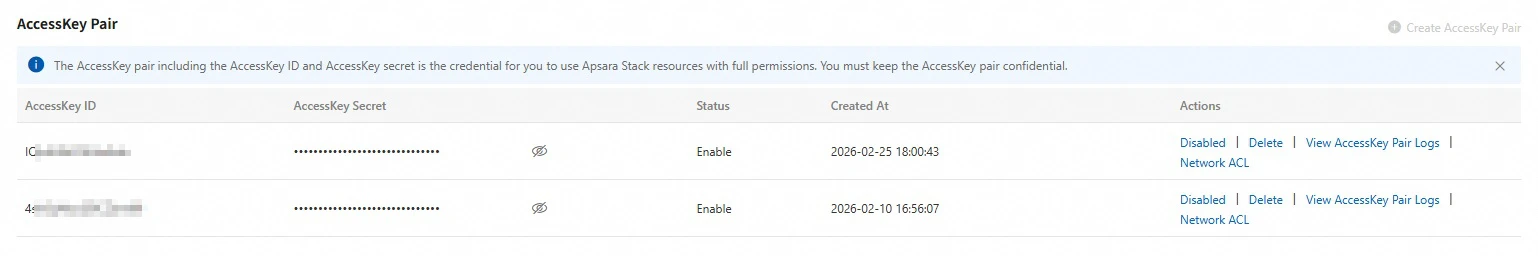 AccessKey Pair
Create AccessKey Pair
The AccessKey pair including the AccessKey ID and AccessKey secret is the credential for you to use Apsara Stack resources with full permissions. You must keep the AccessKey pair confidential.
AccessKey ID AccessKey Secret Status Created At Actions
•••••••••••••••••••••••••••••• Enable 2026-02-25 18:00:43 Disabled | Delete | View AccessKey Pair Logs |
Network ACL
•••••••••••••••••••••••••••••• Enable 2026-02-10 16:56:07 Disabled | Delete | View AccessKey Pair Logs |
Network ACL